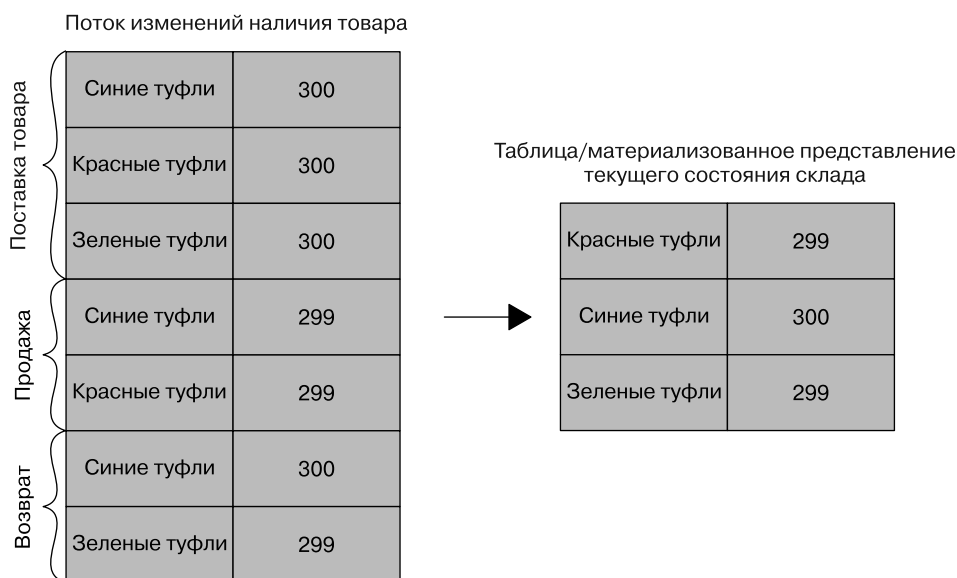 Поток изменений наличия товара
Поставка товара
Синие туфли 300
Красные туфли 300
Зеленые туфли 300
Продажа
Синие туфли 299
Красные туфли 299
Возврат
Синие туфли 300
Зеленые туфли 299
Таблица/материализованное представление
текущего состояния склада
Красные туфли 299
Синие туфли 300
Зеленые туфли 299